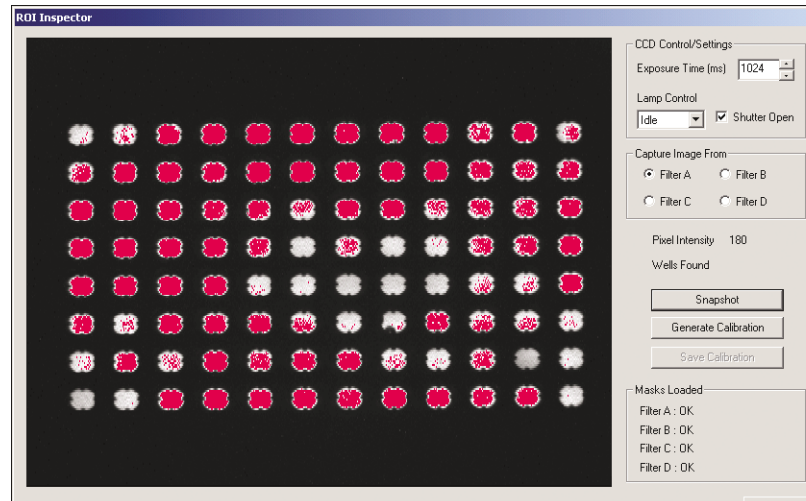 ROI Inspector
CCD Control/Settings
Exposure Time (ms) 1024
Lamp Control
Idle Shutter Open
Capture Image From
Filter A Filter B
Filter C Filter D
Pixel Intensity 180
Wells Found
Snapshot
Generate Calibration
Save Calibration
Masks Loaded
Filter A : OK
Filter B : OK
Filter C : OK
Filter D : OK